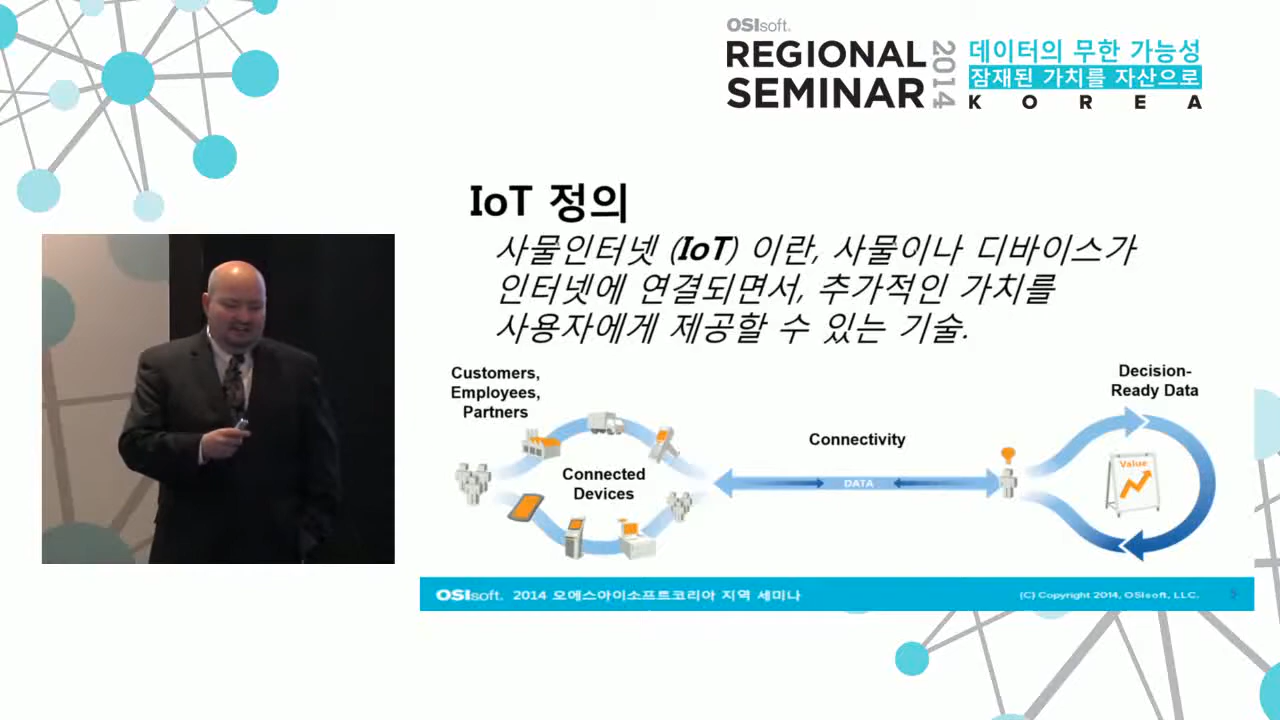 OSIsoft.
REGIONAL
SEMINAR
2014
데이터의 무한 가능성
잠재된 가치를 자산으로
KOREA
IoT 정의
사물인터넷 (IoT) 이란, 사물이나 디바이스가
인터넷에 연결되면서, 추가적인 가치를
사용자에게 제공할 수 있는 기술.
Customers,
Employees,
Partners
Connected
Devices
Connectivity
DATA
Decision-
Ready Data
Value
OSIsoft. 2014 오에스아이소프트코리아 지역 세미나
(C) Copyright 2014, OSIsoft, LLC.